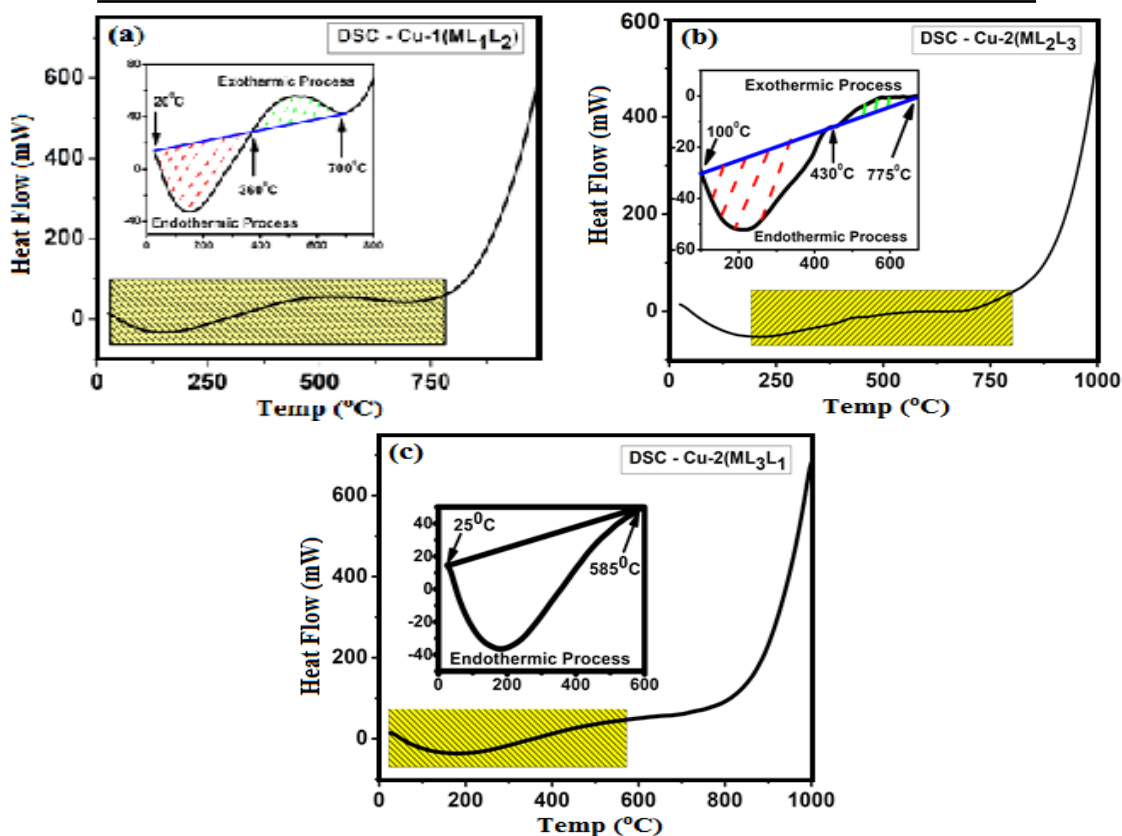 (a)
DSC - Cu-1(ML1L2)
Heat Flow (mW)
600
400
200
0
0
250
500
750
Temp (°C)
80
40
0
-40
0
200
400
600
800
Exothermic Process
20°C
360°C
700°C
Endothermic Process
(b)
DSC - Cu-2(ML2L3
Heat Flow (mW)
600
400
200
0
0
250
500
750
1000
Temp (°C)
0
-20
-40
-60
200
400
600
Exothermic Process
100°C
430°C
775°C
Endothermic Process
(c)
DSC - Cu-2(ML3L1
Heat Flow (mW)
600
400
200
0
0
200
400
600
800
1000
Temp (°C)
40
20
0
-20
-40
0
200
400
600
25⁰C
585⁰C
Endothermic Process